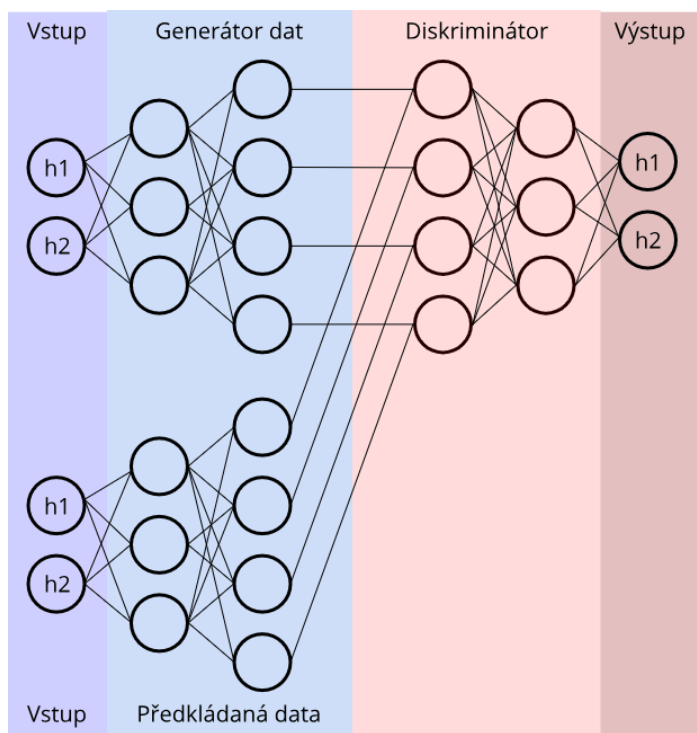 Vstup Generátor dat Diskriminátor Výstup
h1 h1
h2 h2
h1
h2
Vstup Předkládaná data